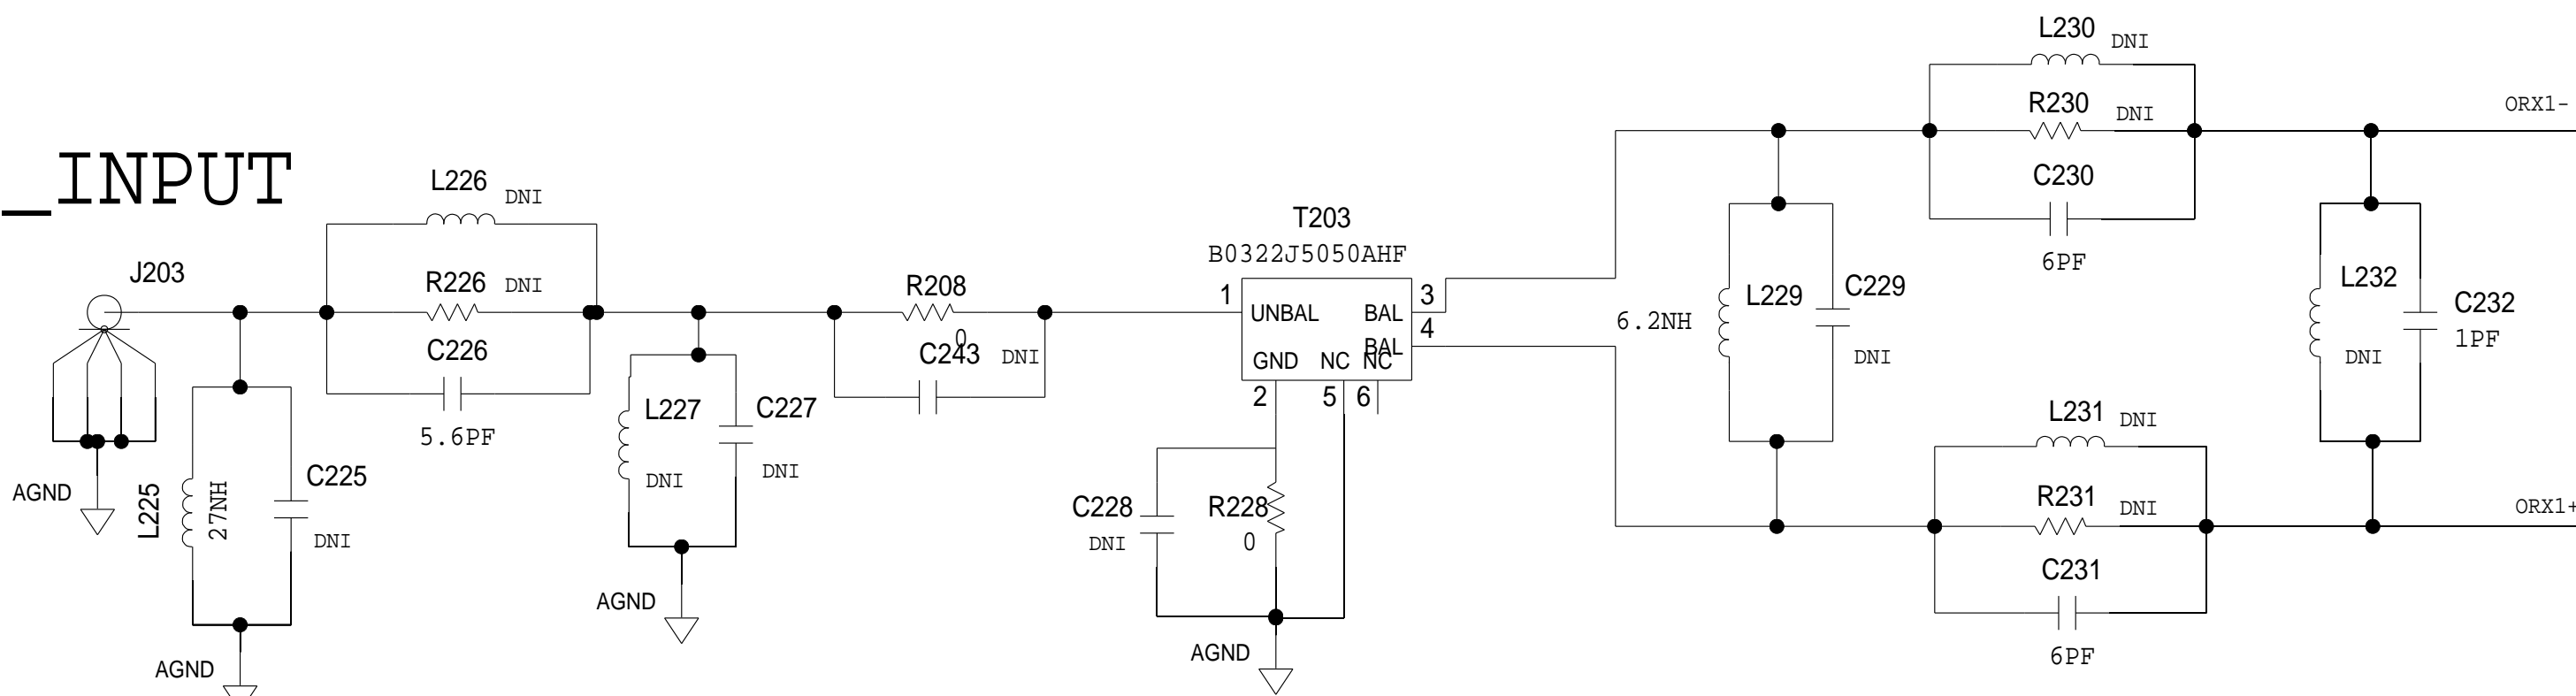 _INPUT
J203
AGND
L225
27NH
C225
DNI
AGND
L226
DNI
R226
DNI
C226
5.6PF
L227
DNI
C227
DNI
AGND
R208
0
C243
DNI
T203
B0322J5050AHF
1
UNBAL
BAL
3
4
BAL
GND
NC
NC
2
5
6
C228
DNI
R228
0
AGND
L229
6.2NH
C229
DNI
L230
DNI
R230
DNI
C230
6PF
L231
DNI
R231
DNI
C231
6PF
L232
DNI
C232
1PF
ORX1-
ORX1+